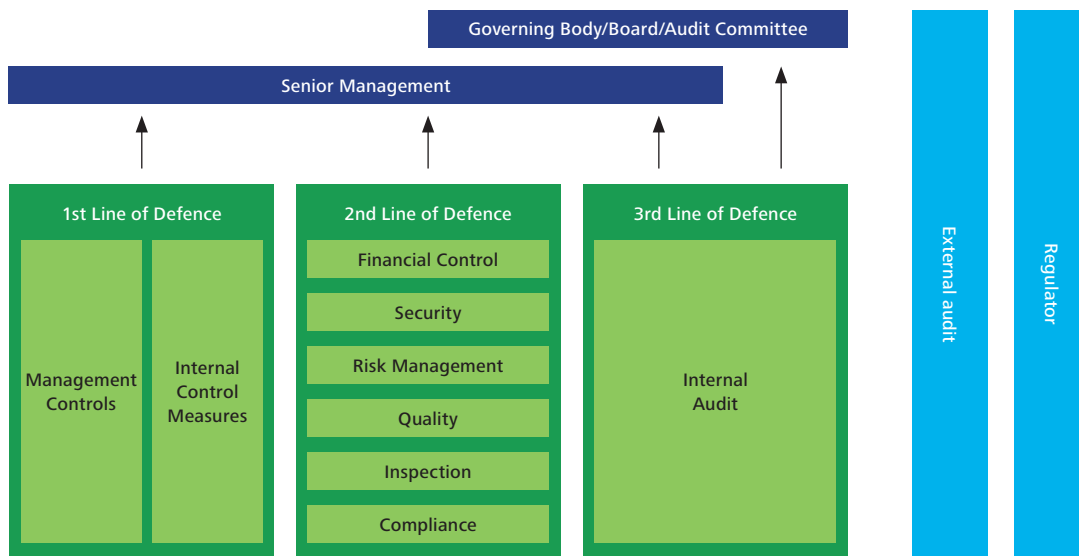 Governing Body/Board/Audit Committee
Senior Management
1st Line of Defence
Management
Controls
Internal
Control
Measures
2nd Line of Defence
Financial Control
Security
Risk Management
Quality
Inspection
Compliance
3rd Line of Defence
Internal
Audit
External audit
Regulator